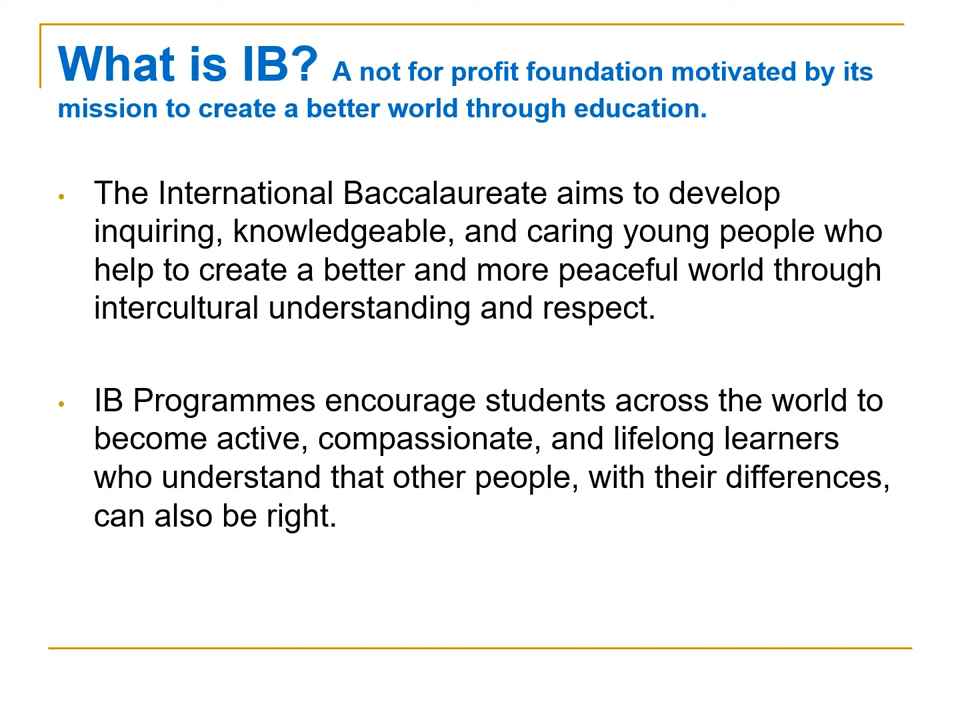 What is IB? A not for profit foundation motivated by its
mission to create a better world through education.
• The International Baccalaureate aims to develop
inquiring, knowledgeable, and caring young people who
help to create a better and more peaceful world through
intercultural understanding and respect.
• IB Programmes encourage students across the world to
become active, compassionate, and lifelong learners
who understand that other people, with their differences,
can also be right.